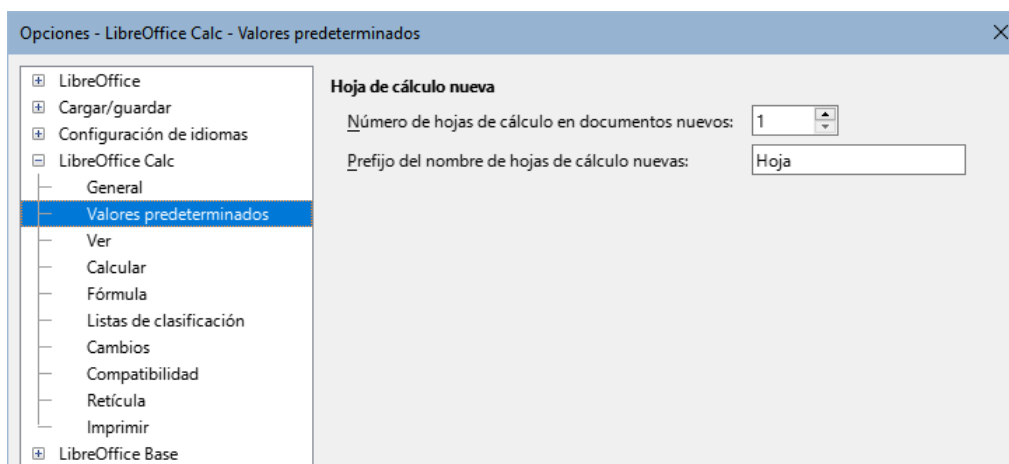 Opciones - LibreOffice Calc - Valores predeterminados
LibreOffice
Cargar/guardar
Configuración de idiomas
LibreOffice Calc
General
Valores predeterminados
Ver
Calcular
Fórmula
Listas de clasificación
Cambios
Compatibilidad
Retícula
Imprimir
LibreOffice Base
Hoja de cálculo nueva
Número de hojas de cálculo en documentos nuevos: 1
Prefijo del nombre de hojas de cálculo nuevas: Hoja